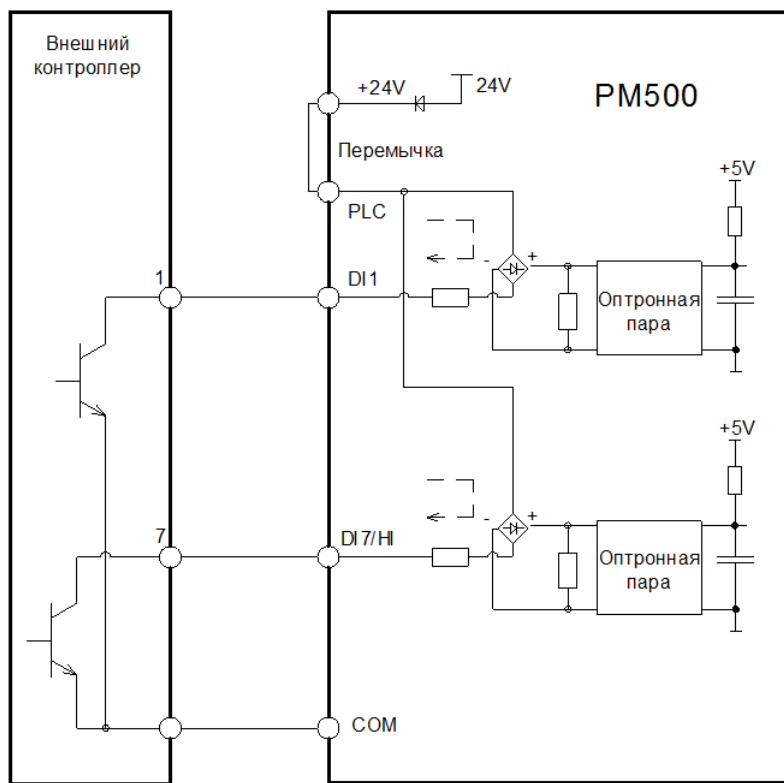 Внешний
контроллер
+24V
24V
PM500
Перемычка
PLC
+5V
1
DI1
-
+
Оптронная
пара
+5V
7
DI7/HI
-
+
Оптронная
пара
COM